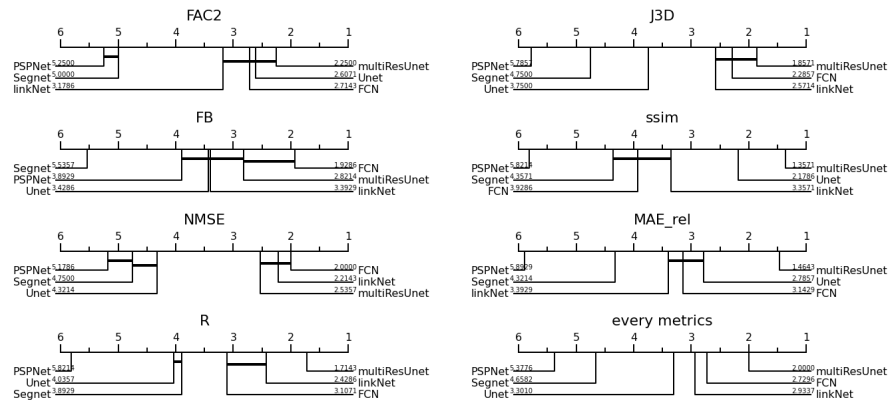 FAC2
6 5 4 3 2 1
PSPNet 5.2500 2.2500 multiResUnet
Segnet 5.0000 2.6071 Unet
linkNet 3.1786 2.7143 FCN
J3D
6 5 4 3 2 1
PSPNet 5.7857 1.8571 multiResUnet
Segnet 4.7500 2.2857 FCN
Unet 3.7500 2.5714 linkNet
FB
6 5 4 3 2 1
Segnet 5.5357 1.9286 FCN
PSPNet 3.8929 2.8214 multiResUnet
Unet 3.4286 3.3929 linkNet
ssim
6 5 4 3 2 1
PSPNet 5.8214 1.3571 multiResUnet
Segnet 4.3571 2.1786 Unet
FCN 3.9286 3.3571 linkNet
NMSE
6 5 4 3 2 1
PSPNet 5.1786 2.0000 FCN
Segnet 4.7500 2.2143 linkNet
Unet 4.3214 2.5357 multiResUnet
MAE_rel
6 5 4 3 2 1
PSPNet 5.8929 1.4643 multiResUnet
Segnet 4.3214 2.7857 Unet
linkNet 3.3929 3.1429 FCN
R
6 5 4 3 2 1
PSPNet 5.8214 1.7143 multiResUnet
Unet 4.0357 2.4286 linkNet
Segnet 3.8929 3.1071 FCN
every metrics
6 5 4 3 2 1
PSPNet 5.3776 2.0000 multiResUnet
Segnet 4.6582 2.7296 FCN
Unet 3.3010 2.9337 linkNet